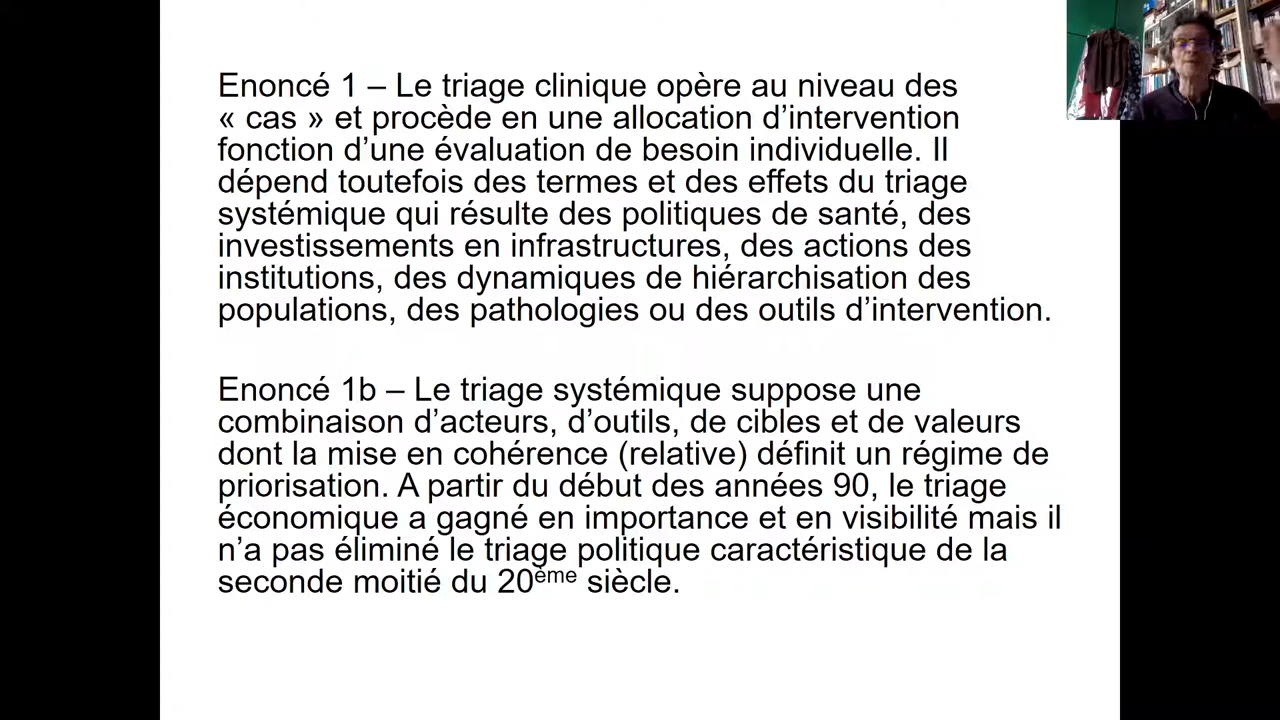 Enoncé 1 – Le triage clinique opère au niveau des
« cas » et procède en une allocation d’intervention
fonction d’une évaluation de besoin individuelle. Il
dépend toutefois des termes et des effets du triage
systémique qui résulte des politiques de santé, des
investissements en infrastructures, des actions des
institutions, des dynamiques de hiérarchisation des
populations, des pathologies ou des outils d’intervention.
Enoncé 1b – Le triage systémique suppose une
combinaison d’acteurs, d’outils, de cibles et de valeurs
dont la mise en cohérence (relative) définit un régime de
priorisation. A partir du début des années 90, le triage
économique a gagné en importance et en visibilité mais il
n’a pas éliminé le triage politique caractéristique de la
seconde moitié du 20ème siècle.